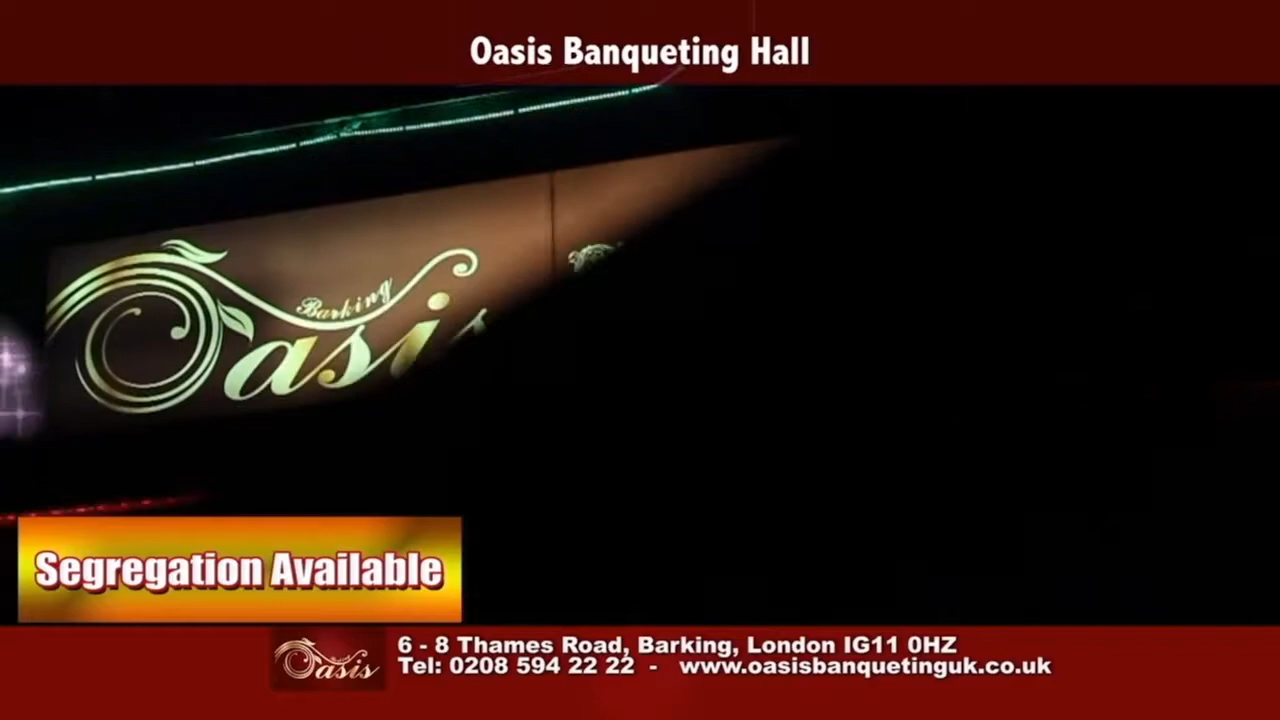 Oasis Banqueting Hall
Barking
Oasis
Segregation Available
Oasis
6 - 8 Thames Road, Barking, London IG11 0HZ
Tel: 0208 594 22 22 - www.oasisbanquetinguk.co.uk